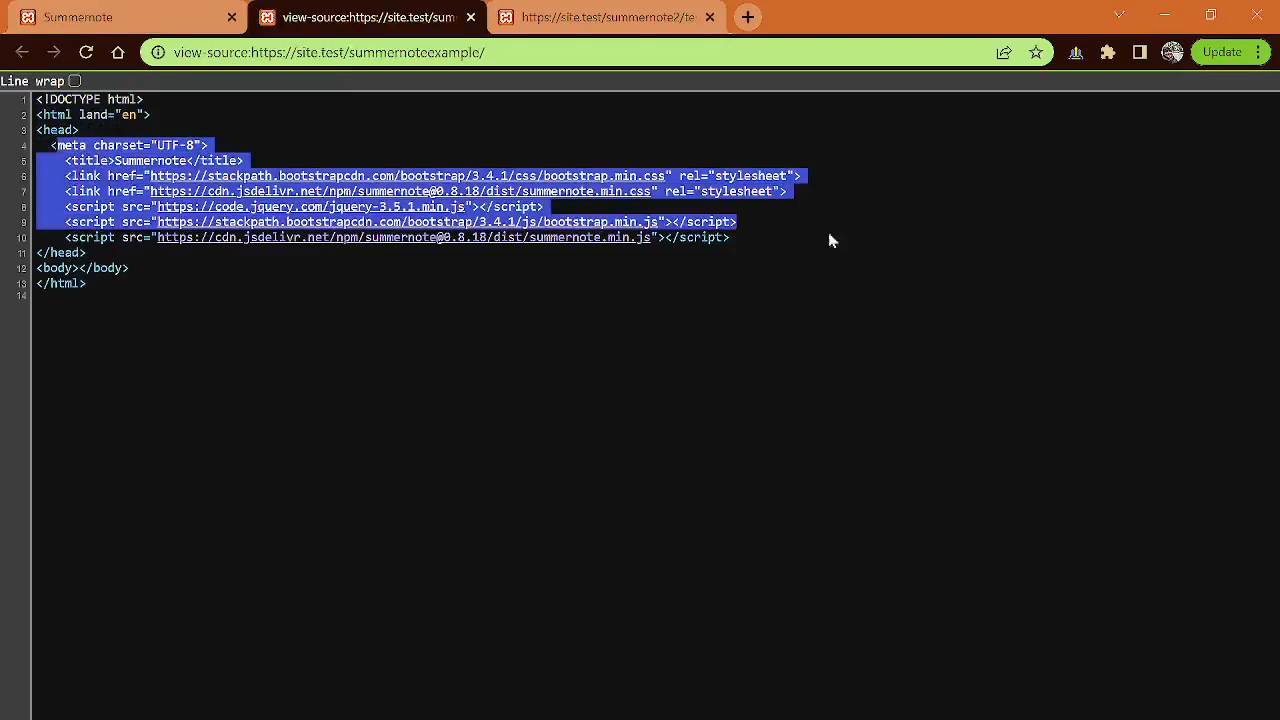 Summernote
view-source:https://site.test/sum
https://site.test/summernote2/te
view-source:https://site.test/summernoteexample/
Update
Line wrap
1 <!DOCTYPE html>
2 <html land="en">
3 <head>
4 <meta charset="UTF-8">
5 <title>Summernote</title>
6 <link href="https://stackpath.bootstrapcdn.com/bootstrap/3.4.1/css/bootstrap.min.css" rel="stylesheet">
7 <link href="https://cdn.jsdelivr.net/npm/summernote@0.8.18/dist/summernote.min.css" rel="stylesheet">
8 <script src="https://code.jquery.com/jquery-3.5.1.min.js"></script>
9 <script src="https://stackpath.bootstrapcdn.com/bootstrap/3.4.1/js/bootstrap.min.js"></script>
10 <script src="https://cdn.jsdelivr.net/npm/summernote@0.8.18/dist/summernote.min.js"></script>
11 </head>
12 <body></body>
13 </html>
14